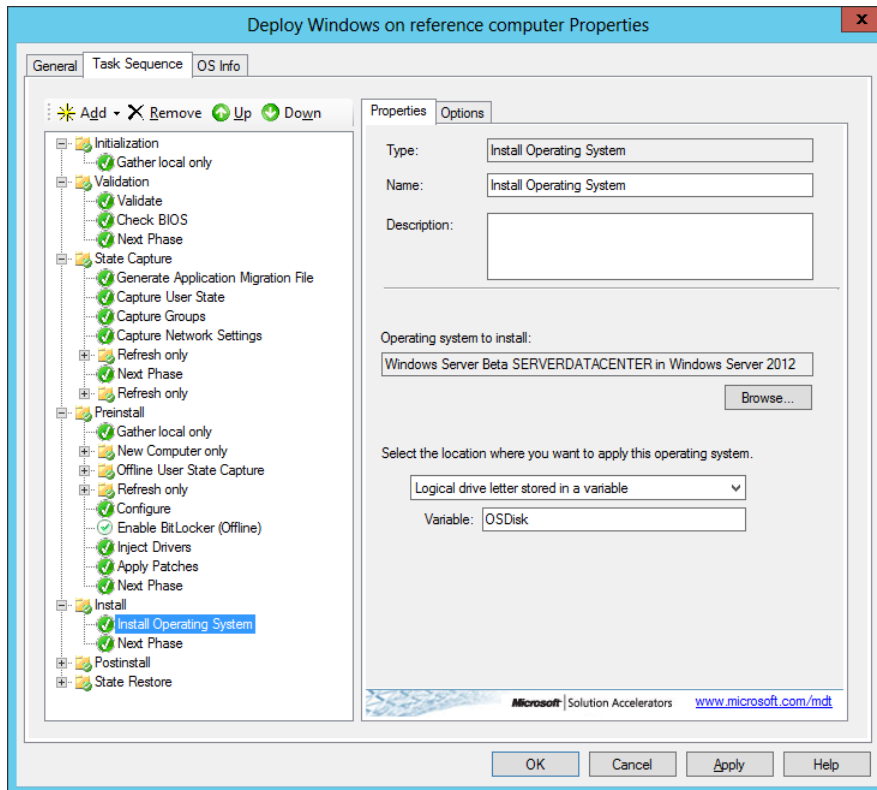 Deploy Windows on reference computer Properties
x
General Task Sequence OS Info
Add Remove Up Down
Initialization
Gather local only
Validation
Validate
Check BIOS
Next Phase
State Capture
Generate Application Migration File
Capture User State
Capture Groups
Capture Network Settings
Refresh only
Next Phase
Refresh only
Preinstall
Gather local only
New Computer only
Offline User State Capture
Refresh only
Configure
Enable BitLocker (Offline)
Inject Drivers
Apply Patches
Next Phase
Install
Install Operating System
Next Phase
Postinstall
State Restore
Properties Options
Type: Install Operating System
Name: Install Operating System
Description:
Operating system to install:
Windows Server Beta SERVERDATACENTER in Windows Server 2012
Browse...
Select the location where you want to apply this operating system.
Logical drive letter stored in a variable
Variable: OSDisk
Microsoft | Solution Accelerators www.microsoft.com/mdt
OK Cancel Apply Help